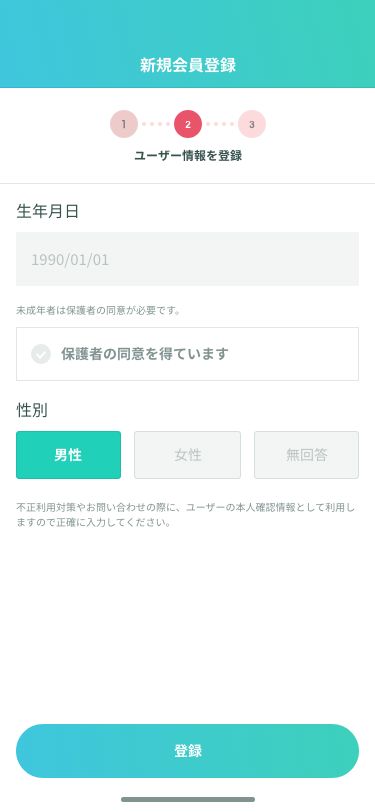 新規会員登録
1 2 3
ユーザー情報を登録
生年月日
1990/01/01
未成年者は保護者の同意が必要です。
保護者の同意を得ています
性別
男性 女性 無回答
不正利用対策やお問い合わせの際に、ユーザーの本人確認情報として利用し
ますので正確に入力してください。
登録